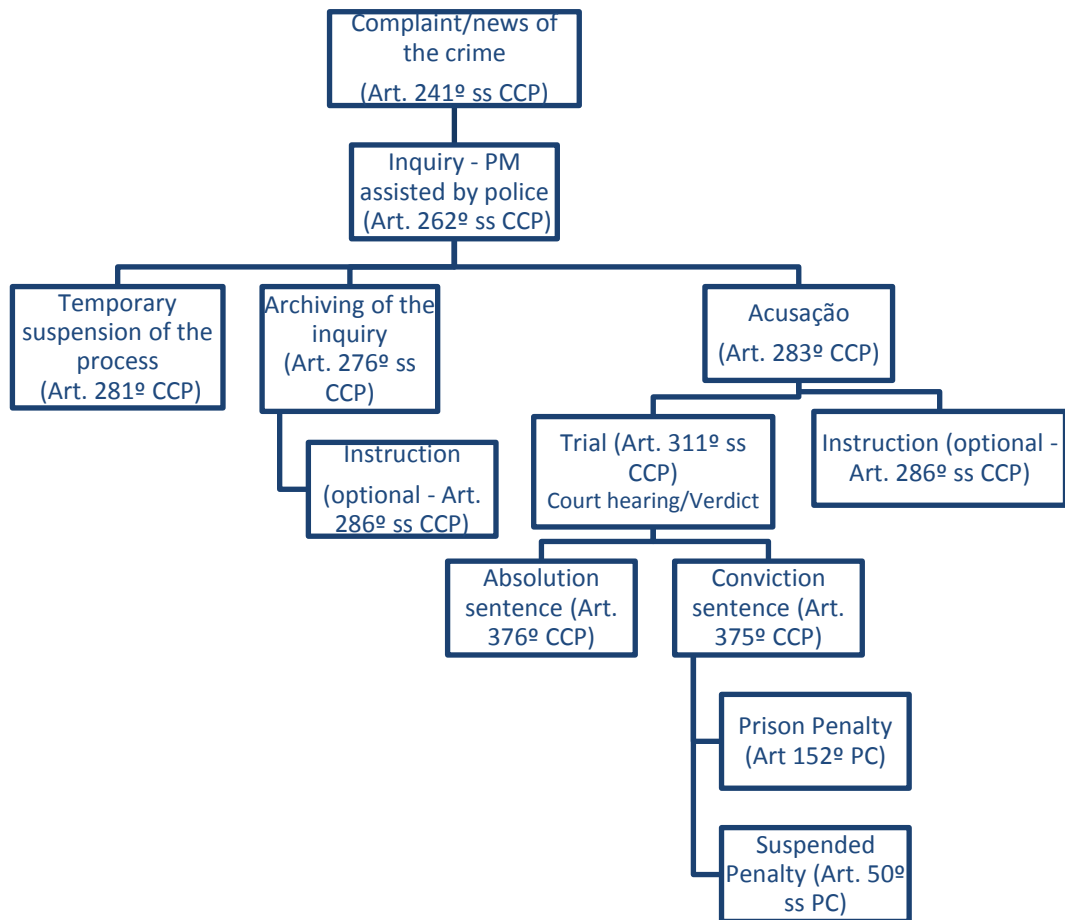 Complaint/news of
the crime
(Art. 241º ss CCP)
Inquiry - PM
assisted by police
(Art. 262º ss CCP)
Temporary
suspension of the
process
(Art. 281º CCP)
Archiving of the
inquiry
(Art. 276º ss
CCP)
Acusação
(Art. 283º CCP)
Instruction
(optional - Art.
286º ss CCP)
Trial (Art. 311º ss
CCP)
Court hearing/Verdict
Instruction (optional -
Art. 286º ss CCP)
Absolution
sentence (Art.
376º CCP)
Conviction
sentence (Art.
375º CCP)
Prison Penalty
(Art 152º PC)
Suspended
Penalty (Art. 50º
ss PC)